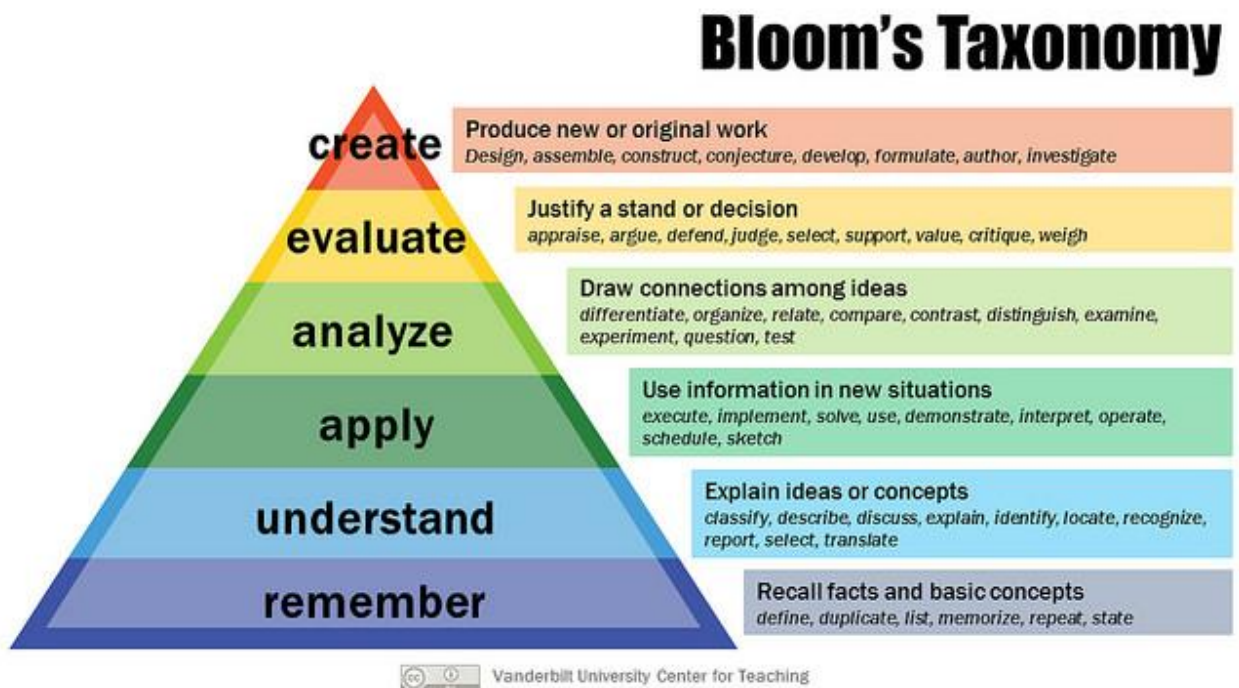 Bloom's Taxonomy
create
Produce new or original work
Design, assemble, construct, conjecture, develop, formulate, author, investigate
evaluate
Justify a stand or decision
appraise, argue, defend, judge, select, support, value, critique, weigh
analyze
Draw connections among ideas
differentiate, organize, relate, compare, contrast, distinguish, examine,
experiment, question, test
apply
Use information in new situations
execute, implement, solve, use, demonstrate, interpret, operate,
schedule, sketch
understand
Explain ideas or concepts
classify, describe, discuss, explain, identify, locate, recognize,
report, select, translate
remember
Recall facts and basic concepts
define, duplicate, list, memorize, repeat, state
cc
Vanderbilt University Center for Teaching